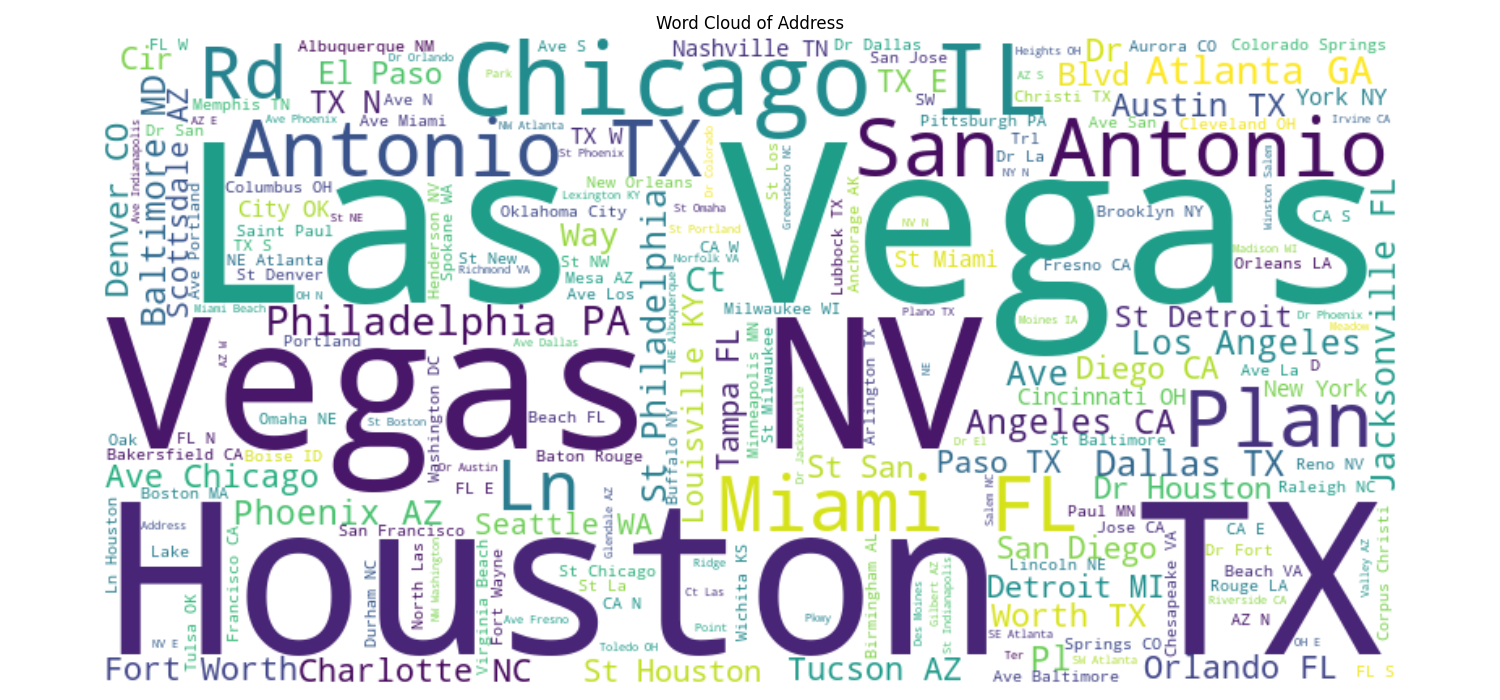 Word Cloud of Address
FL W
Cir
Rd
Albuquerque NM
Dr Orlando
El Paso
Chicago IL
Park
Ave S
Nashville TN
Dr Dallas
San Jose
TX E
Heights OH
AZ S
Dr
Aurora CO
Colorado Springs
Blvd
Atlanta GA
Memphis TN
TX N
Ave N
SW
Christi TX
Austin TX
York NY
Baltimore MD
Scottsdale AZ
AZ E
Ave Phoenix
Ave Miami
Pittsburgh PA
Ave San
Cleveland OH
Irvine CA
Denver CO
Ave Indianapolis
Dr San
Antonio TX
NW Atlanta
TX W
St Phoenix
Dr Colorado
San Antonio
Trl
Dr La
NY N
Ave Portland
Columbus OH
City OK
St NE
Saint Paul
TX S
NE Atlanta
St Denver
OH N
Miami Beach
Las Vegas
Henderson NV
Spokane WA
New Orleans
Lexington KY
Oklahoma City
Way
St New
Richmond VA
St NW
Mesa AZ
Ave Los
St Philadelphia
St Omaha
St Portland
CA W
Norfolk VA
Ct
St Los
Greensboro NC
Lubbock TX
Anchorage AK
NV N
St Miami
Brooklyn NY
Fresno CA
Winston Salem
CA S
Madison WI
Orleans LA
Jacksonville FL
Moines IA
Philadelphia PA
Portland
Ave Dallas
NE Albuquerque
Milwaukee WI
Plano TX
St Detroit
Dr Phoenix
Meadow
Los Angeles
Vegas NV
AZ W
Washington DC
Louisville KY
Tampa FL
Minneapolis MN
St Milwaukee
Dr Jacksonville
Arlington TX
NE
Ave
Diego CA
Ave La
D
Cincinnati OH
New York
Omaha NE
St Boston
Beach FL
Angeles CA
Plan
Oak
FL N
Bakersfield CA
Boise ID
Dr Austin
Baton Rouge
Buffalo NY
Dr El
St Baltimore
Ave Chicago
FL E
Ln
St San
Paso TX
Dallas TX
Reno NV
Boston MA
Miami FL
Salem NC
Dr Houston
Raleigh NC
Ln Houston
Address
Phoenix AZ
San Francisco
Seattle WA
Glendale AZ
Paul MN
Jose CA
CA E
Houston TX
Lake
Francisco CA
Tulsa OK
NV E
Durham NC
North Las
NW Washington
Virginia Beach
Fort Wayne
St Chicago
St La
CA N
Ave Fresno
Toledo OH
Ridge
Ct Las
Point
Wichita KS
Pkwy
Birmingham AL
Des Moines
Gilbert AZ
St Indianapolis
San Diego
Lincoln NE
Detroit MI
Worth TX
Chesapeake VA
Dr Fort
Beach VA
Rouge LA
Riverside CA
AZ N
Valley AZ
Corpus Christi
SE Atlanta
Springs CO
OH E
Fort Worth
Charlotte NC
St Houston
Tucson AZ
Ter
Pl
SW Atlanta
Ave Baltimore
Orlando FL
FL S